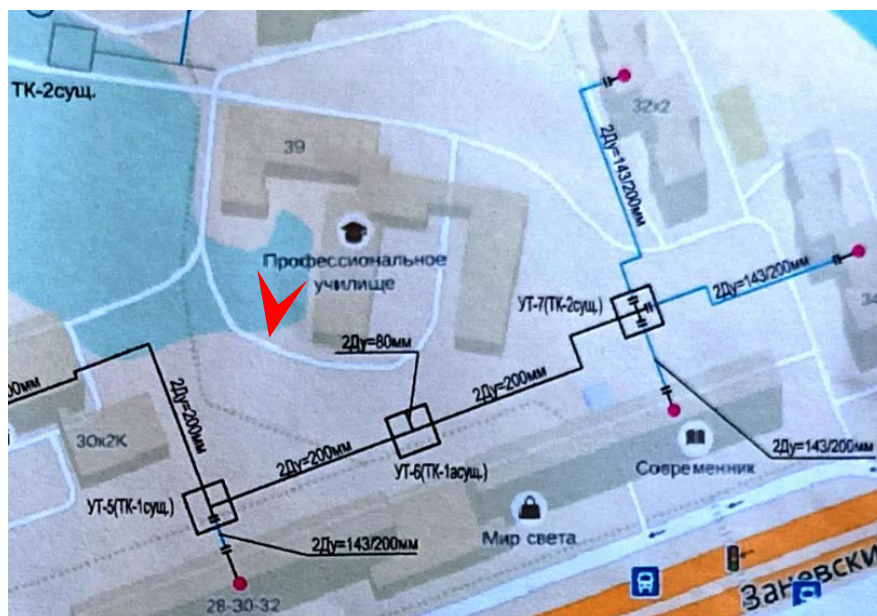 ТК-2сущ.
39
32к2
2Ду=143/200мм
Профессиональное
училище
2Ду=143/200мм
УТ-7(ТК-2сущ.)
34
2Ду=80мм
00мм
2Ду=200мм
2Ду=200мм
30к2К
2Ду=200мм
УТ-6(ТК-1асущ.)
2Ду=143/200мм
Современник
УТ-5(ТК-1сущ.)
Мир света
2Ду=143/200мм
28-30-32
Заневски